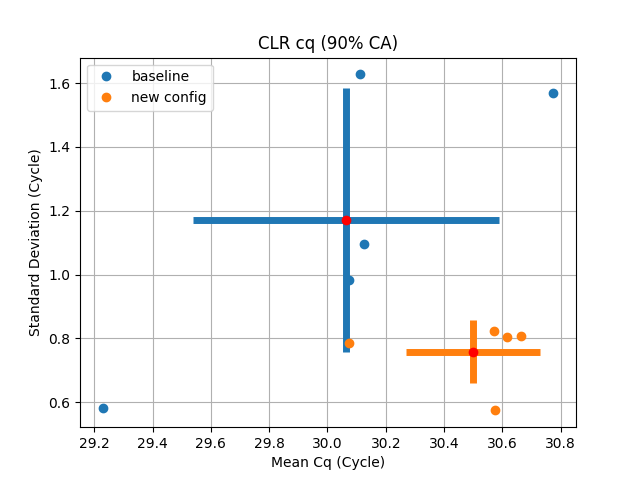 CLR cq (90% CA)
baseline
new config
Standard Deviation (Cycle)
1.6
1.4
1.2
1.0
0.8
0.6
29.2 29.4 29.6 29.8 30.0 30.2 30.4 30.6 30.8
Mean Cq (Cycle)